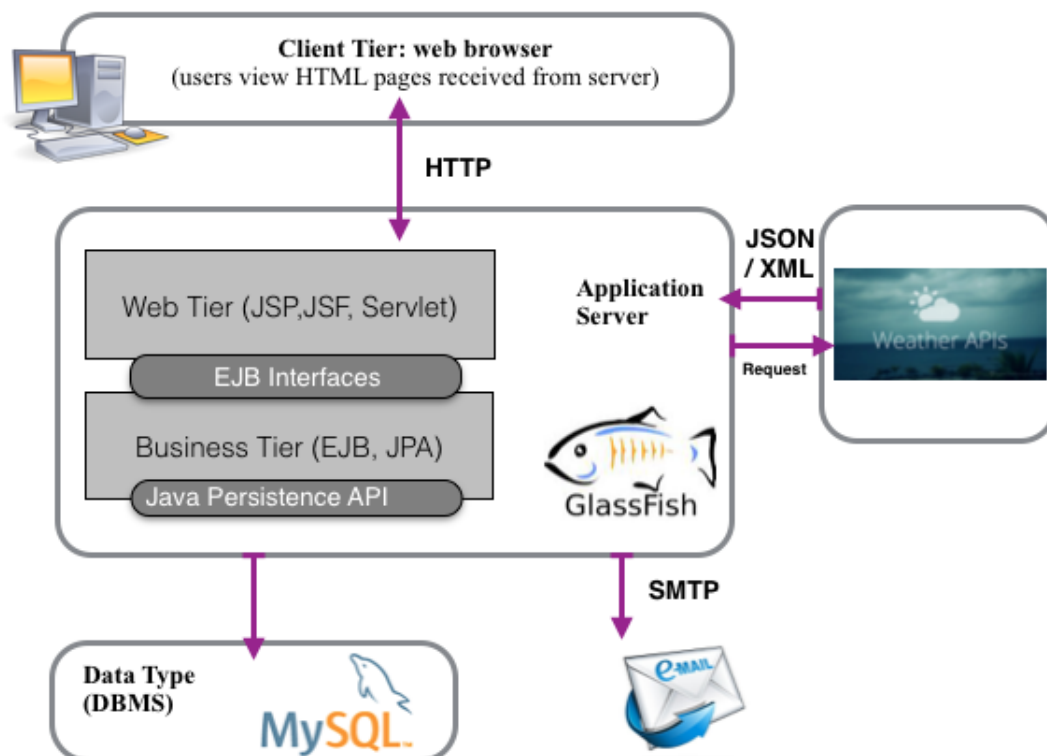 Client Tier: web browser
(users view HTML pages received from server)
HTTP
Web Tier (JSP,JSF, Servlet)
EJB Interfaces
Business Tier (EJB, JPA)
Java Persistence API
Application
Server
GlassFish
JSON
/ XML
Weather APIs
Request
SMTP
Data Type
(DBMS)
MySQL
e-MAIL